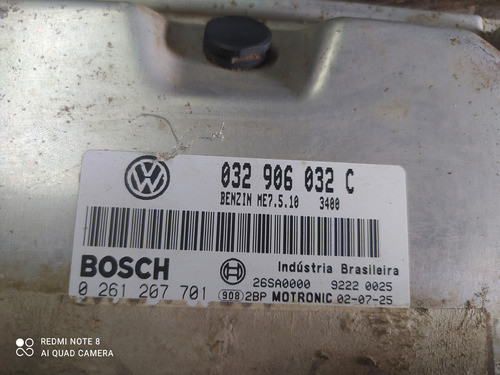 VW
032 906 032 C
BENZIN ME7.5.10 3400
BOSCH
Indústria Brasileira
26SA0000 9222 0025
0 261 207 701 908 2BP MOTRONIC 02-07-25
REDMI NOTE 8
AI QUAD CAMERA